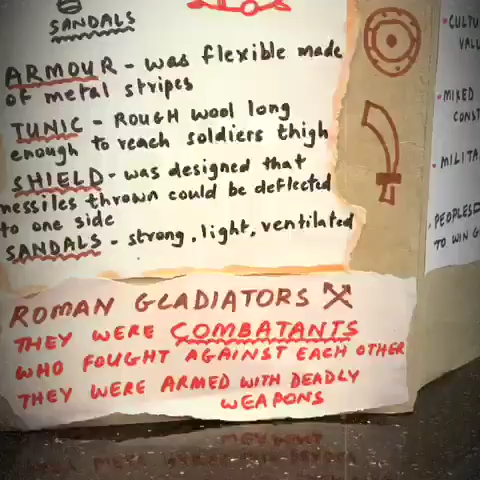 SANDALS
ARMOUR - was flexible made
of metal stripes
TUNIC - ROUGH wool long
enough to reach soldiers thigh
SHIELD - was designed that
messiles thrown could be deflected
to one side
SANDALS - strong, light, ventilated
ROMAN GLADIATORS
THEY WERE COMBATANTS
WHO FOUGHT AGAINST EACH OTHER
THEY WERE ARMED WITH DEADLY
WEAPONS
MIXED
TO WIN